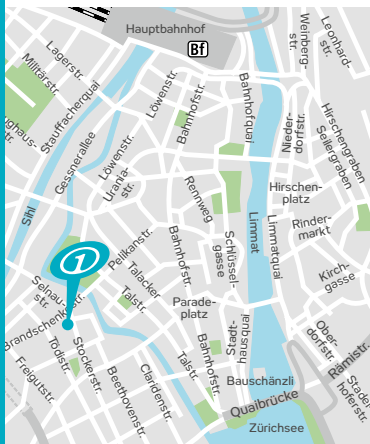 Hauptbahnhof
Bf
Weinberg-
str.
Leonhard-
str.
Lagerstr.
Militärstr.
Stauffacherquai
Gessnerallee
Löwenstr.
Bahnhofstr.
Bahnhofquai
Nieder-
dorfstr.
Hirschengraben
Seilergraben
Löwenstr.
Urania-
str.
Rennweg
Hirschen-
platz
Sihl
Limmat
Limmatquai
Rinder-
markt
Schlüssel-
gasse
Kirch-
gasse
1
Pelikanstr.
Talacker
Talstr.
Bahnhofstr.
Selnau-
str.
Parade-
platz
Stadt-
hausquai
Brandschenkestr.
Tödistr.
Stockerstr.
Ober-
dorfstr.
Rämistr.
Stadel-
hoferstr.
Freigutstr.
Beethovenstr.
Claridenstr.
Talstr.
Bahnhofstr.
Bauschänzli
Quaibrücke
Zürichsee